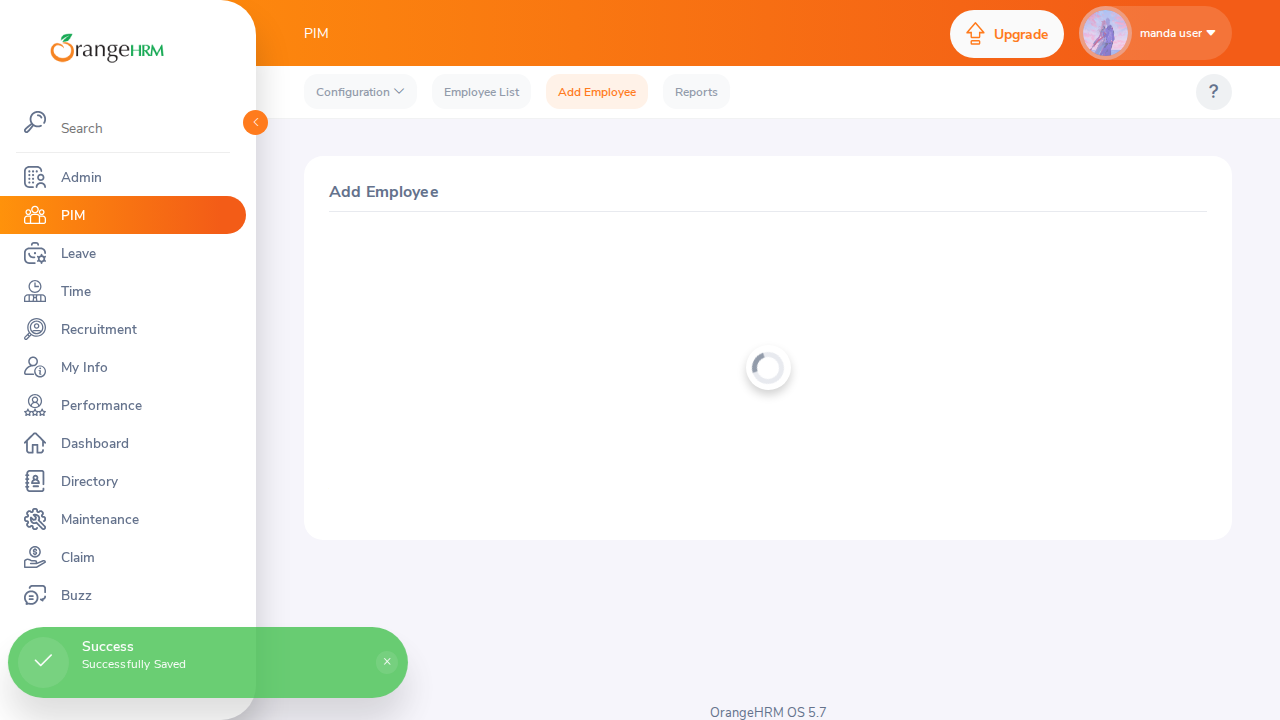 OrangeHRM
PIM
Upgrade
manda user
Configuration
Employee List
Add Employee
Reports
?
Search
Admin
PIM
Leave
Time
Recruitment
My Info
Performance
Dashboard
Directory
Maintenance
Claim
Buzz
Add Employee
Success
Successfully Saved
×
OrangeHRM OS 5.7